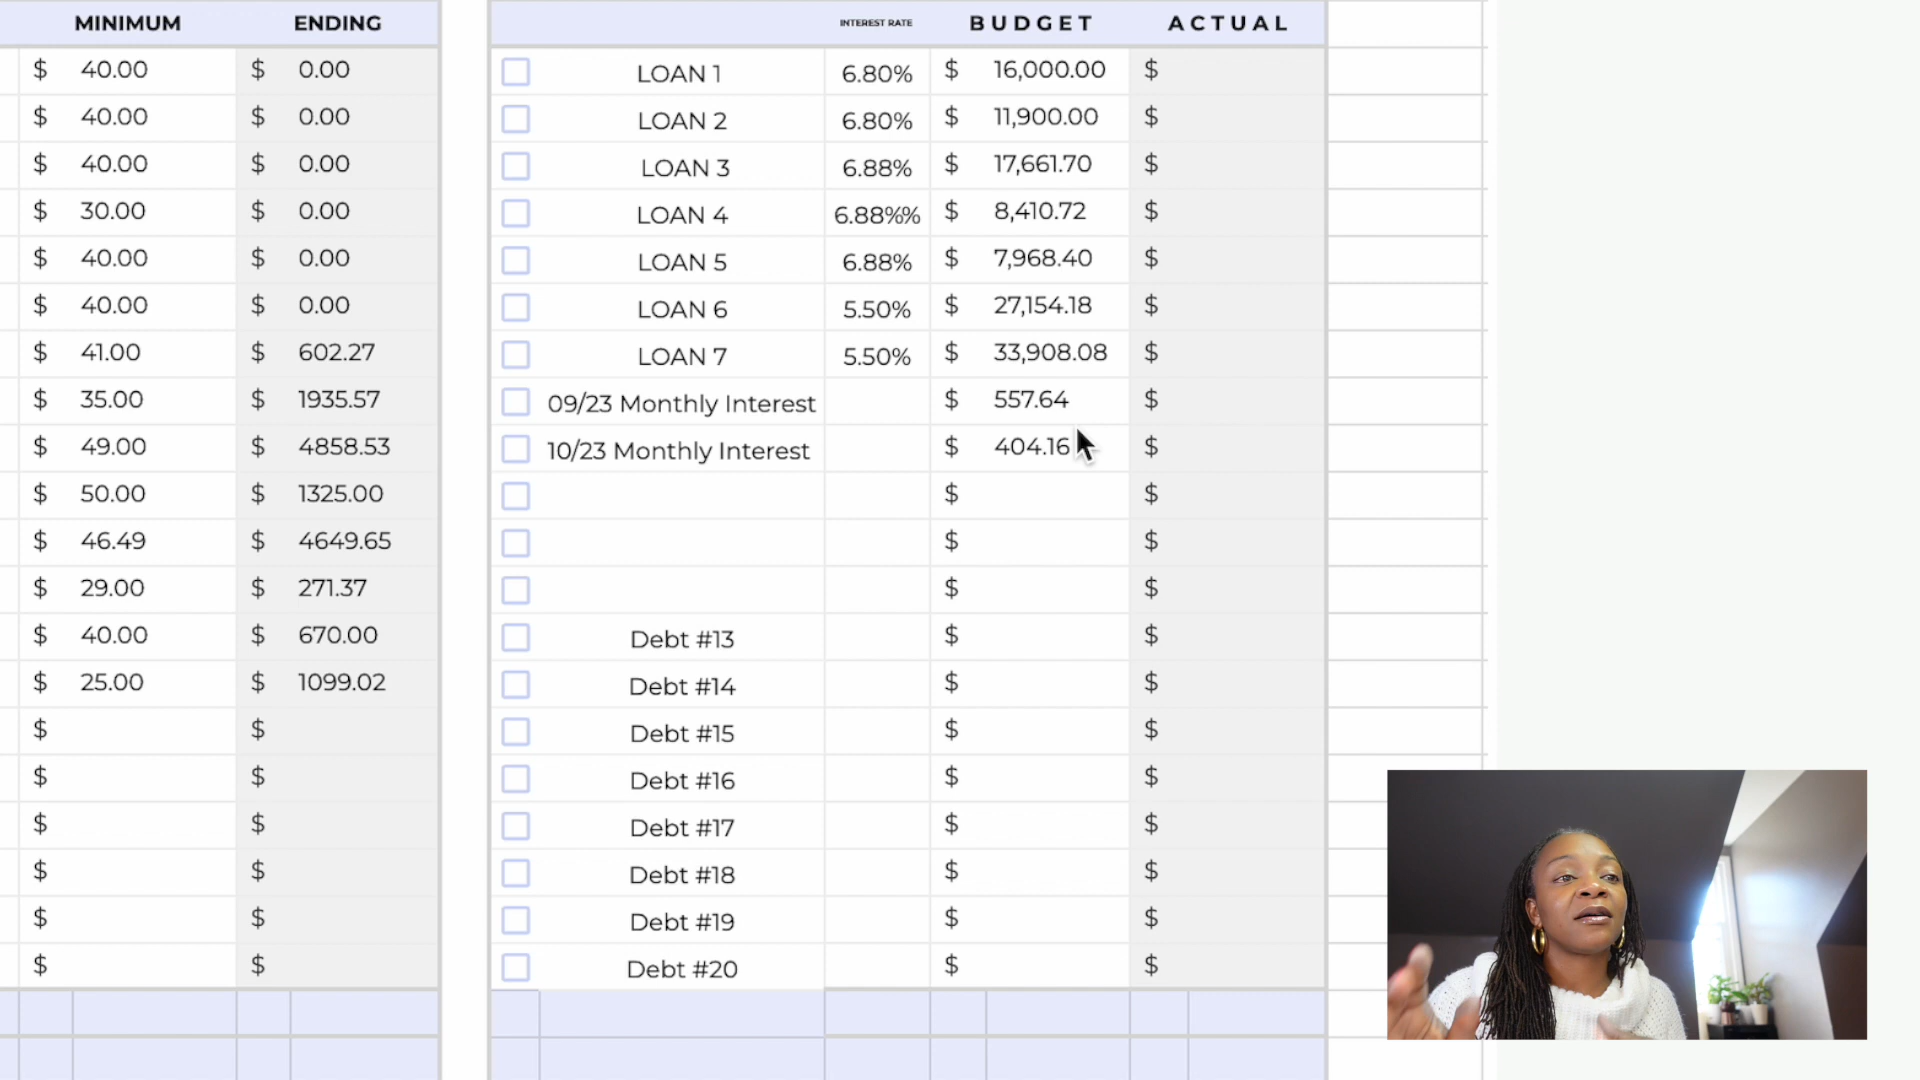 MINIMUM ENDING INTEREST RATE BUDGET ACTUAL
$ 40.00 $ 0.00 LOAN 1 6.80% $ 16,000.00 $
$ 40.00 $ 0.00 LOAN 2 6.80% $ 11,900.00 $
$ 40.00 $ 0.00 LOAN 3 6.88% $ 17,661.70 $
$ 30.00 $ 0.00 LOAN 4 6.88%% $ 8,410.72 $
$ 40.00 $ 0.00 LOAN 5 6.88% $ 7,968.40 $
$ 40.00 $ 0.00 LOAN 6 5.50% $ 27,154.18 $
$ 41.00 $ 602.27 LOAN 7 5.50% $ 33,908.08 $
$ 35.00 $ 1935.57 09/23 Monthly Interest $ 557.64 $
$ 49.00 $ 4858.53 10/23 Monthly Interest $ 404.16 $
$ 50.00 $ 1325.00 $ $
$ 46.49 $ 4649.65 $ $
$ 29.00 $ 271.37 $ $
$ 40.00 $ 670.00 Debt #13 $ $
$ 25.00 $ 1099.02 Debt #14 $ $
$ $ Debt #15 $ $
$ $ Debt #16 $ $
$ $ Debt #17 $ $
$ $ Debt #18 $ $
$ $ Debt #19 $ $
$ $ Debt #20 $ $